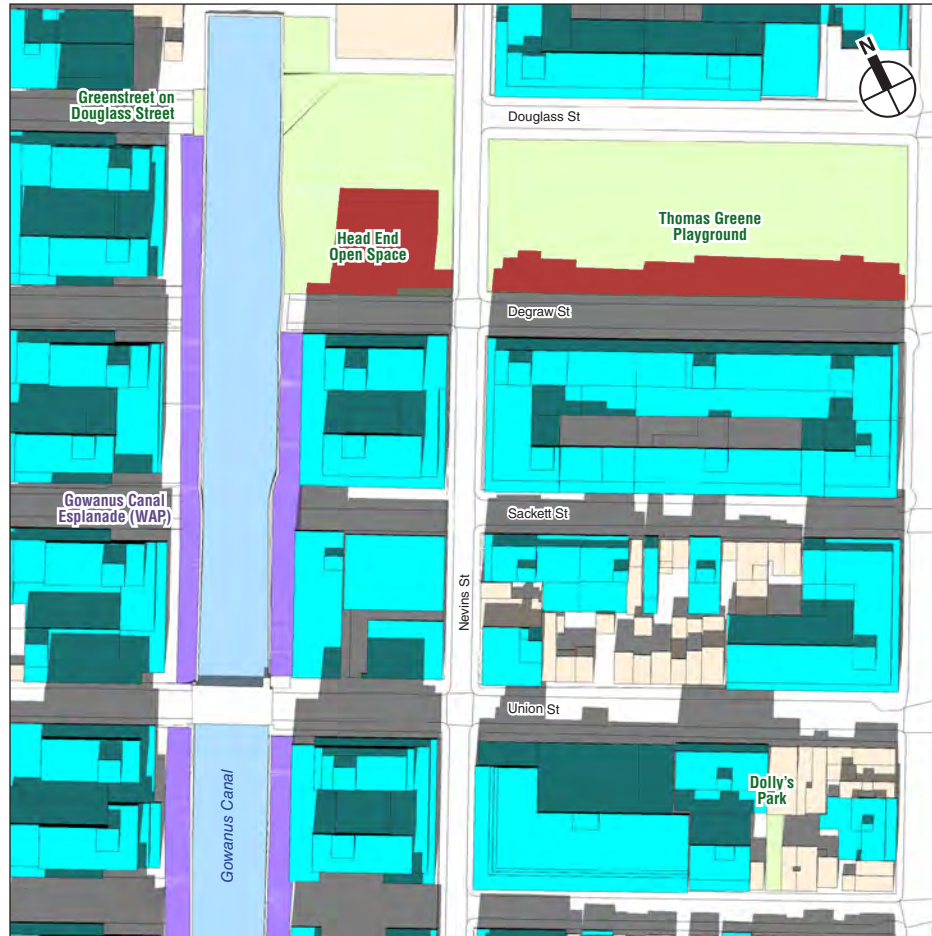 N
Greenstreet on
Douglass Street
Douglass St
Thomas Greene
Playground
Head End
Open Space
Degraw St
Gowanus Canal
Esplanade (WAP)
Sackett St
Nevins St
Union St
Dolly's
Park
Gowanus Canal